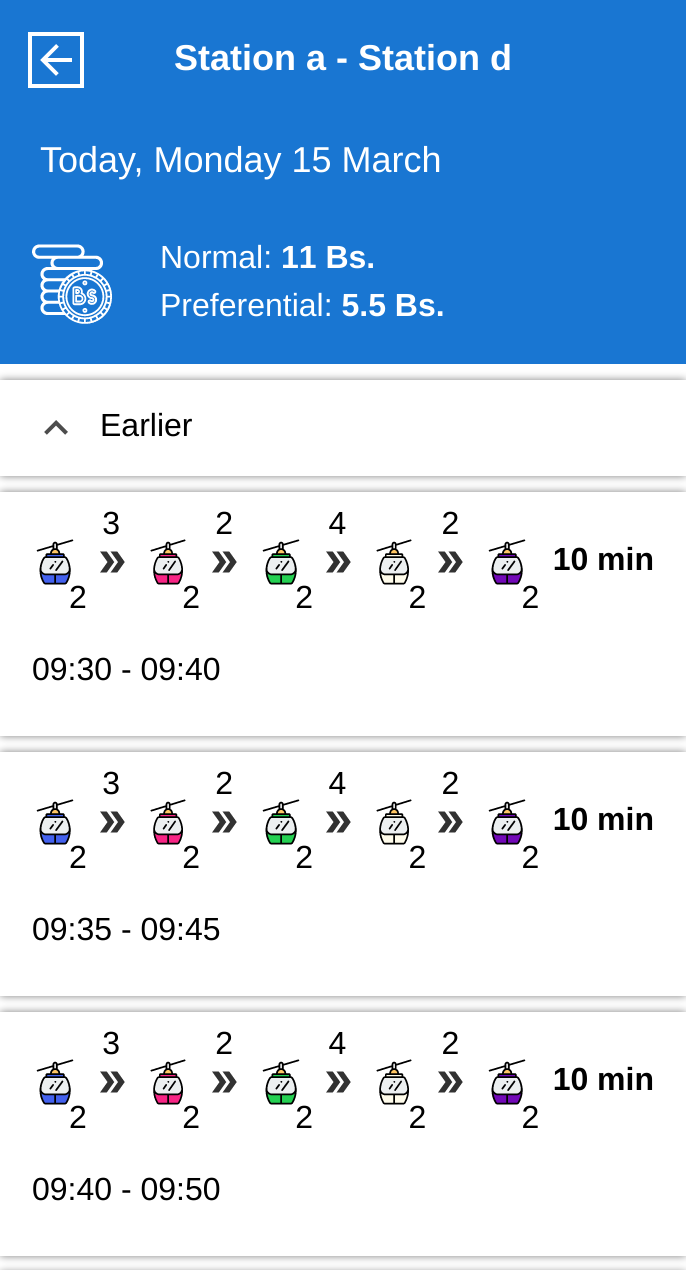 Station a - Station d
Today, Monday 15 March
Normal: 11 Bs.
Preferential: 5.5 Bs.
Bs
Earlier
3 2 4 2
10 min
2 2 2 2 2
09:30 - 09:40
3 2 4 2
10 min
2 2 2 2 2
09:35 - 09:45
3 2 4 2
10 min
2 2 2 2 2
09:40 - 09:50